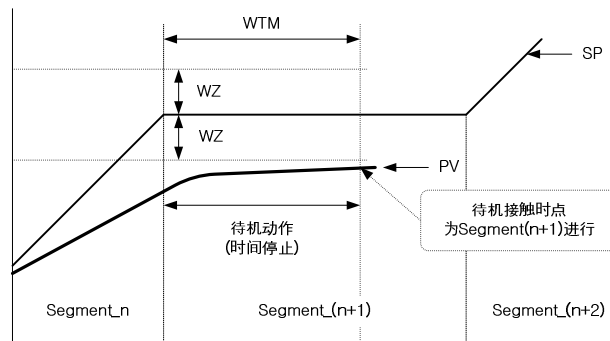 WTM
SP
WZ
WZ
PV
待机接触时点
为Segment(n+1)进行
待机动作
(时间停止)
Segment_n
Segment_(n+1)
Segment_(n+2)